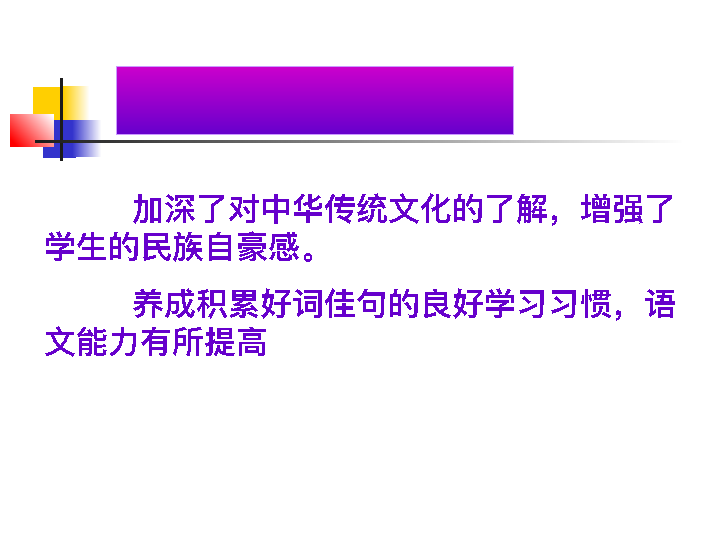 加深了对中华传统文化的了解，增强了
学生的民族自豪感。
养成积累好词佳句的良好学习习惯，语
文能力有所提高